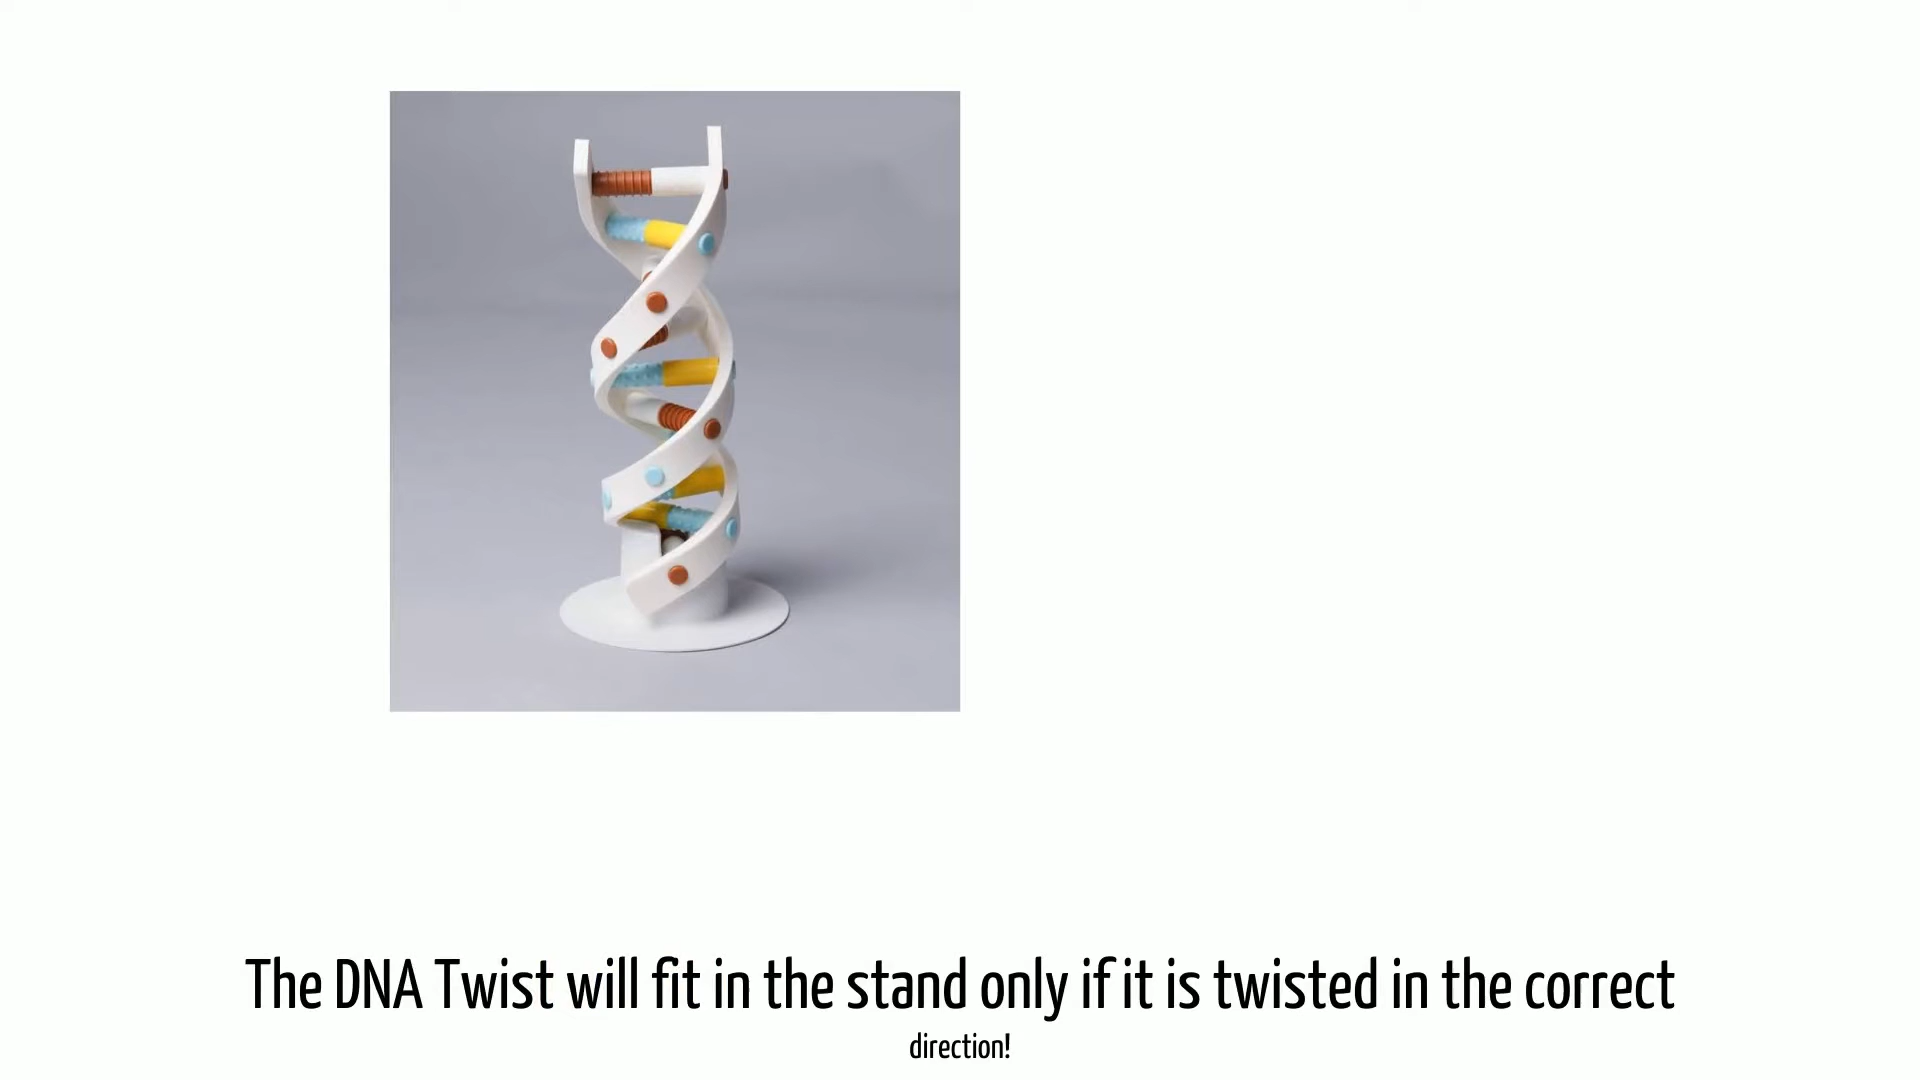 The DNA Twist will fit in the stand only if it is twisted in the correct
direction!